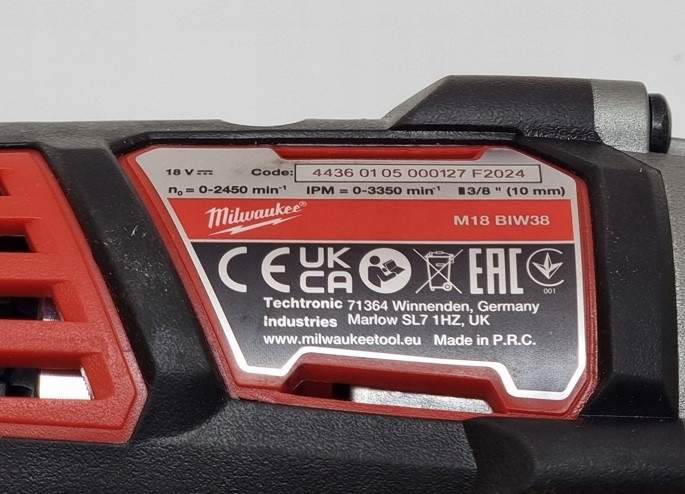 18 V Code: 4436 01 05 000127 F2024
n₀ = 0-2450 min⁻¹ IPM = 0-3350 min⁻¹ 3/8 " (10 mm)
Milwaukee®
M18 BIW38
CE UK CA EAC
001
Techtronic 71364 Winnenden, Germany
Industries Marlow SL7 1HZ, UK
www.milwaukeetool.eu Made in P.R.C.